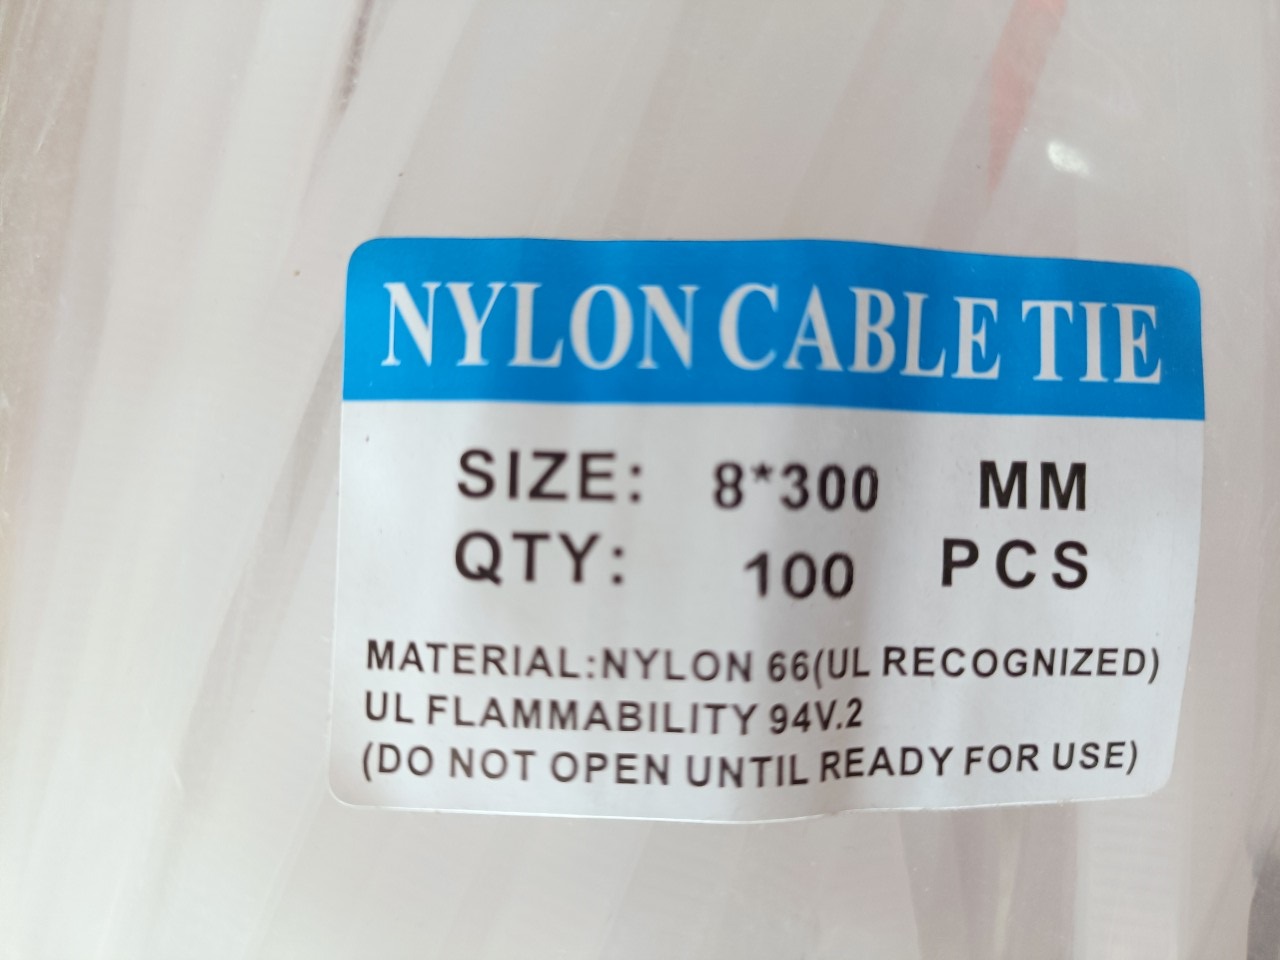 NYLON CABLE TIE
SIZE: 8*300 MM
QTY: 100 PCS
MATERIAL:NYLON 66(UL RECOGNIZED)
UL FLAMMABILITY 94V.2
(DO NOT OPEN UNTIL READY FOR USE)